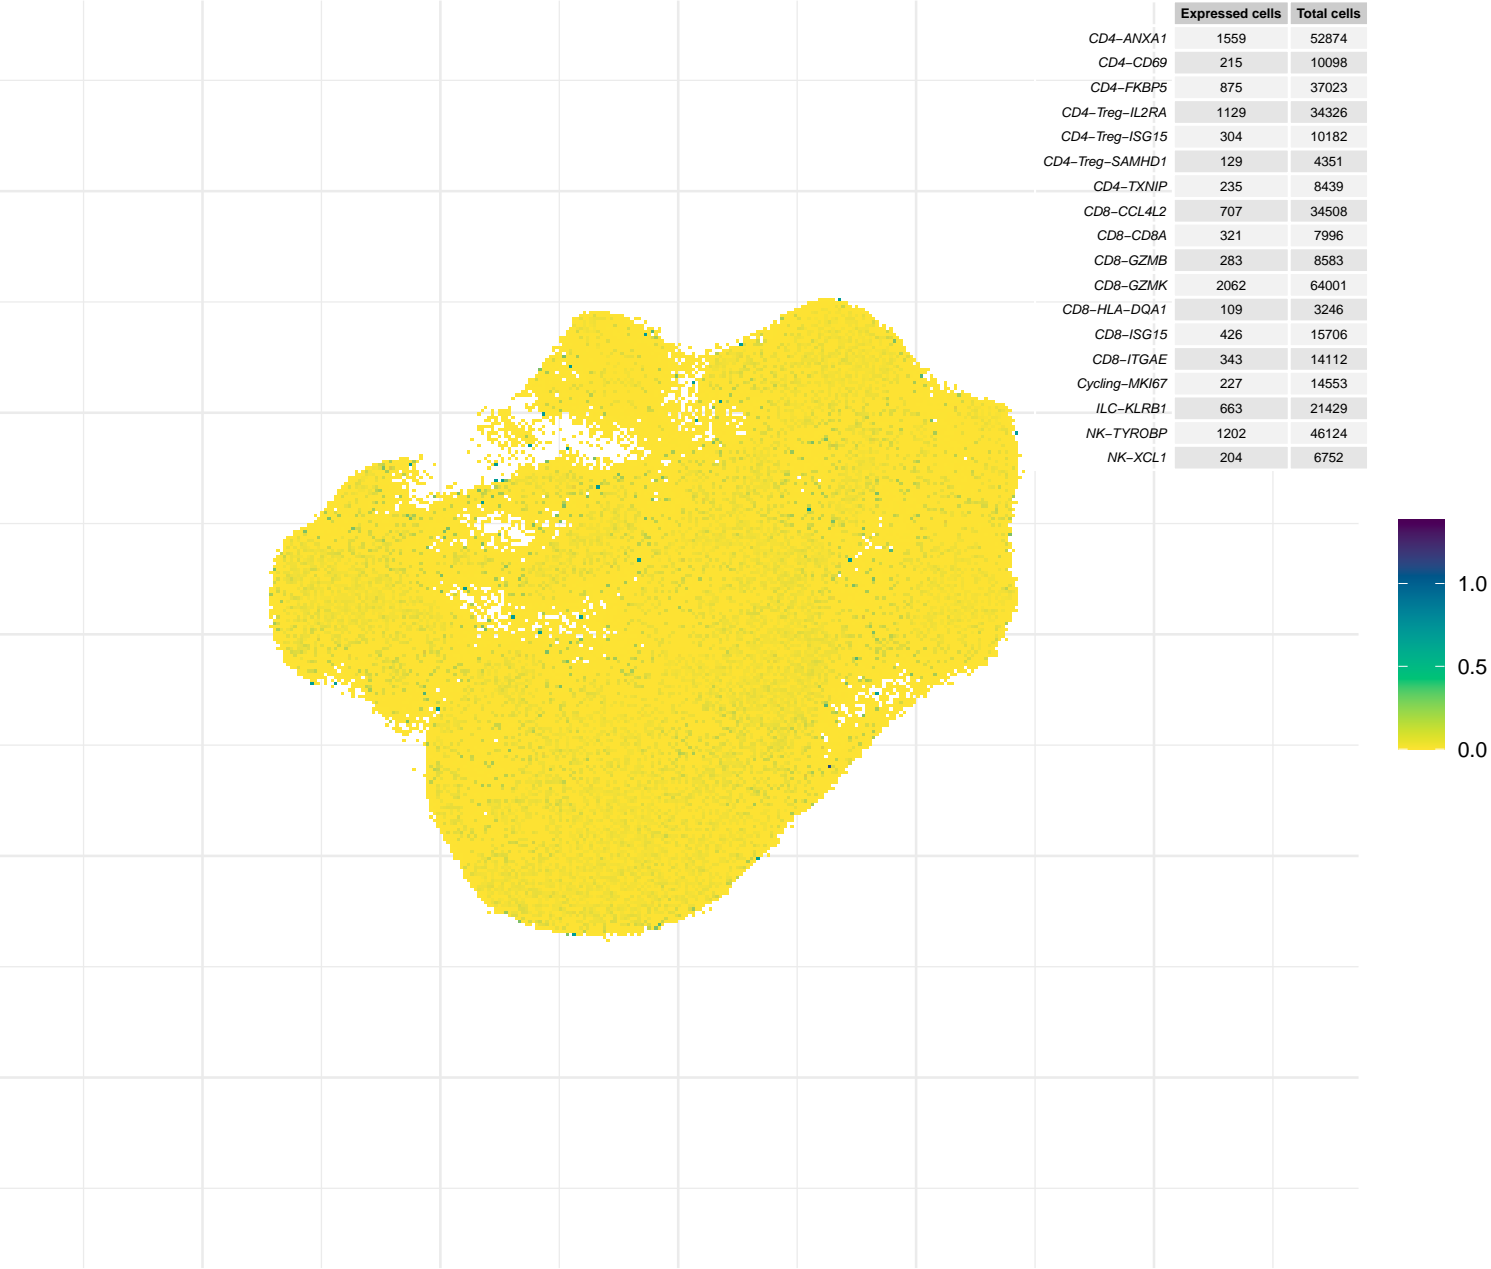 Expressed cells Total cells
CD4−ANXA1 1559 52874
CD4−CD69 215 10098
CD4−FKBP5 875 37023
CD4−Treg−IL2RA 1129 34326
CD4−Treg−ISG15 304 10182
CD4−Treg−SAMHD1 129 4351
CD4−TXNIP 235 8439
CD8−CCL4L2 707 34508
CD8−CD8A 321 7996
CD8−GZMB 283 8583
CD8−GZMK 2062 64001
CD8−HLA−DQA1 109 3246
CD8−ISG15 426 15706
CD8−ITGAE 343 14112
Cycling−MKI67 227 14553
ILC−KLRB1 663 21429
NK−TYROBP 1202 46124
NK−XCL1 204 6752
1.0
0.5
0.0